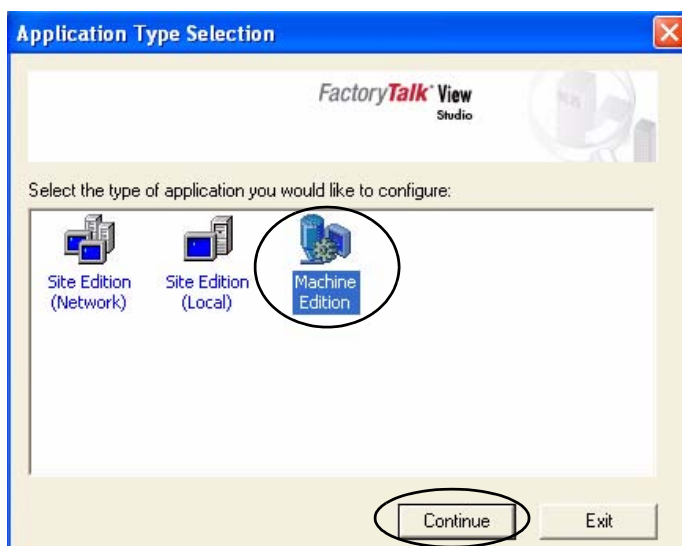 Application Type Selection
FactoryTalk View
Studio
Select the type of application you would like to configure:
Site Edition
(Network)
Site Edition
(Local)
Machine
Edition
Continue
Exit